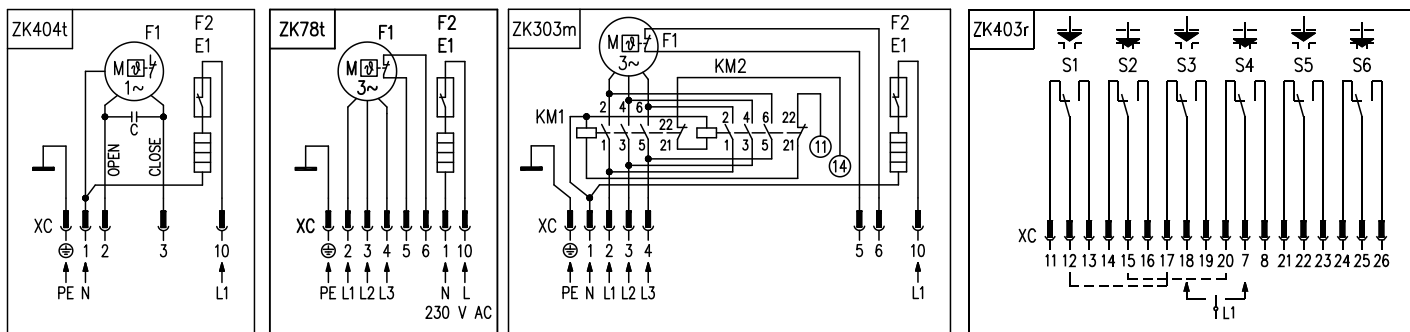 ZK404t
F1
F2
E1
M ϑ
1~
C
OPEN
CLOSE
XC
1 2 3 10
PE N L1
ZK78t
F1
F2
E1
M ϑ
3~
XC
2 3 4 5 6 1 10
PE L1 L2 L3 N L
230 V AC
ZK303m
F1
F2
E1
M ϑ
3~
KM2
KM1
2 4 6 22 2 4 6 22
1 3 5 21 1 3 5 21
11
14
XC
1 2 3 4 5 6 10
PE N L1 L2 L3 L1
ZK403r
S1 S2 S3 S4 S5 S6
XC
11 12 13 14 15 16 17 18 19 20 7 8 21 22 23 24 25 26
L1